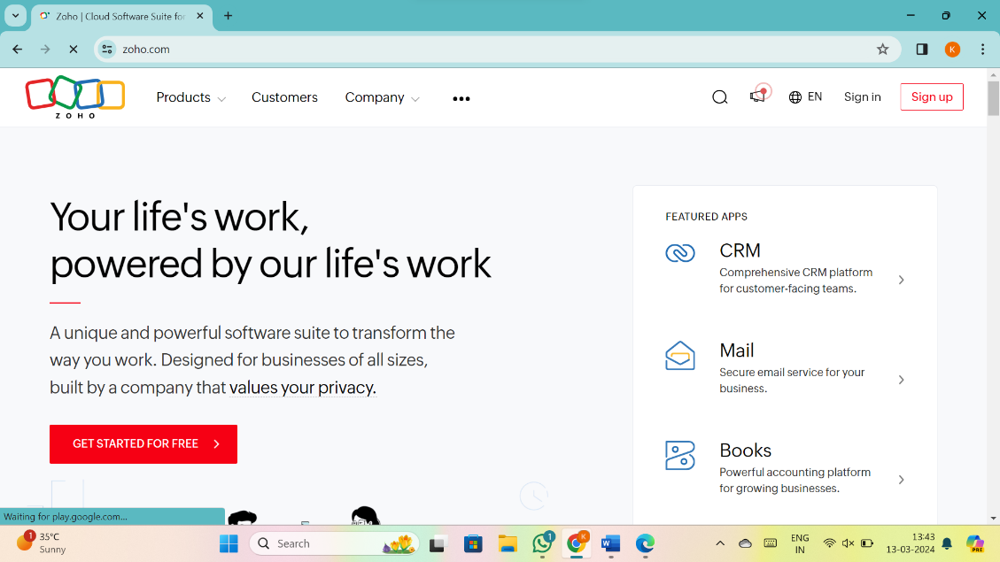 Zoho | Cloud Software Suite for
zoho.com
K
ZOHO
Products
Customers
Company
EN
Sign in
Sign up
Your life's work,
powered by our life's work
A unique and powerful software suite to transform the
way you work. Designed for businesses of all sizes,
built by a company that values your privacy.
GET STARTED FOR FREE
FEATURED APPS
CRM
Comprehensive CRM platform
for customer-facing teams.
Mail
Secure email service for your
business.
Books
Powerful accounting platform
for growing businesses.
Waiting for play.google.com...
1
35°C
Sunny
Search
1
K
W
ENG
IN
13:43
13-03-2024
PRE